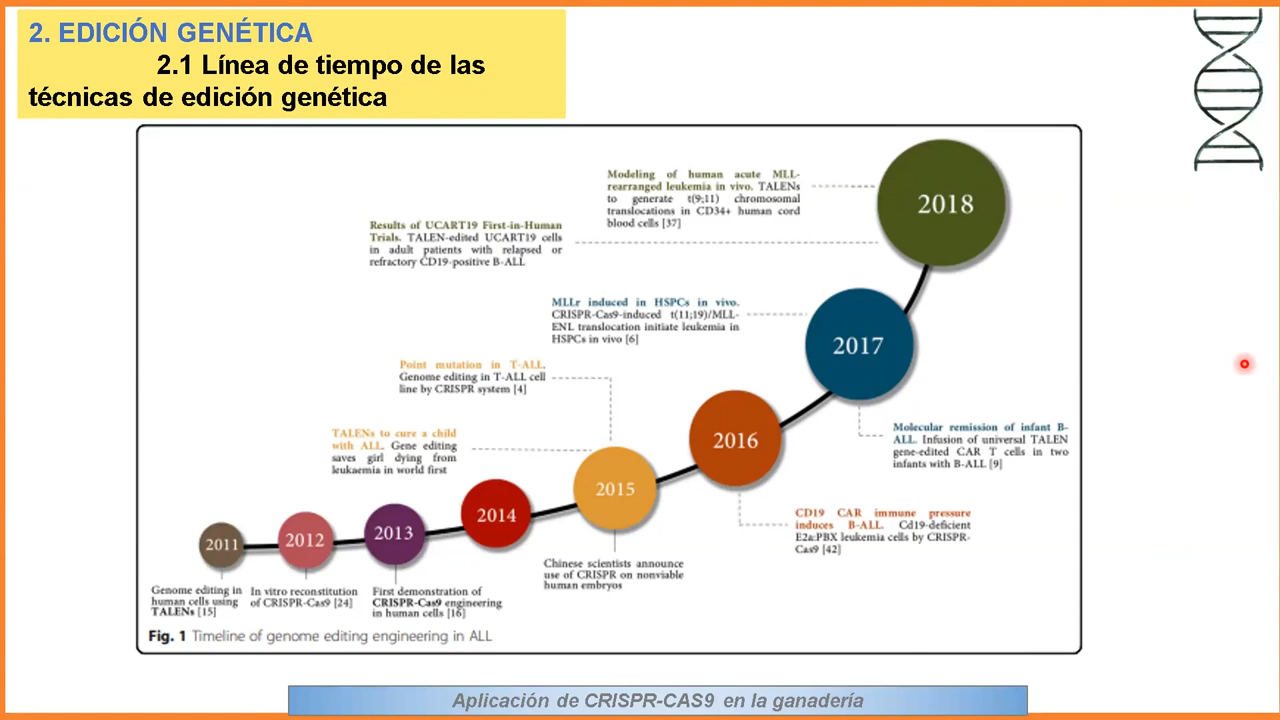 2. EDICIÓN GENÉTICA
2.1 Línea de tiempo de las
técnicas de edición genética
Modeling of human acute MLL-
rearranged leukemia in vivo. TALENs
to generate t(9;11) chromosomal
translocations in CD34+ human cord
blood cells [37]
2018
Results of UCART19 First-in-Human
Trials. TALEN-edited UCART19 cells
in adult patients with relapsed or
refractory CD19-positive B-ALL
MLLr induced in HSPCs in vivo.
CRISPR-Cas9-induced t(11;19)/MLL-
ENL translocation initiate leukemia in
HSPCs in vivo [6]
2017
Point mutation in T-ALL.
Genome editing in T-ALL cell
line by CRISPR system [4]
Molecular remission of infant B-
ALL. Infusion of universal TALEN
gene-edited CAR T cells in two
infants with B-ALL [9]
TALENs to cure a child
with ALL. Gene editing
saves girl dying from
leukaemia in world first
2016
2015
CD19 CAR immune pressure
induces B-ALL. Cd19-deficient
E2a:PBX leukemia cells by CRISPR-
Cas9 [42]
2014
2013
2012
2011
Chinese scientists announce
use of CRISPR on nonviable
human embryos
Genome editing in
human cells using
TALENs [15]
In vitro reconstitution
of CRISPR-Cas9 [24]
First demonstration of
CRISPR-Cas9 engineering
in human cells [16]
Fig. 1 Timeline of genome editing engineering in ALL
Aplicación de CRISPR-CAS9 en la ganadería